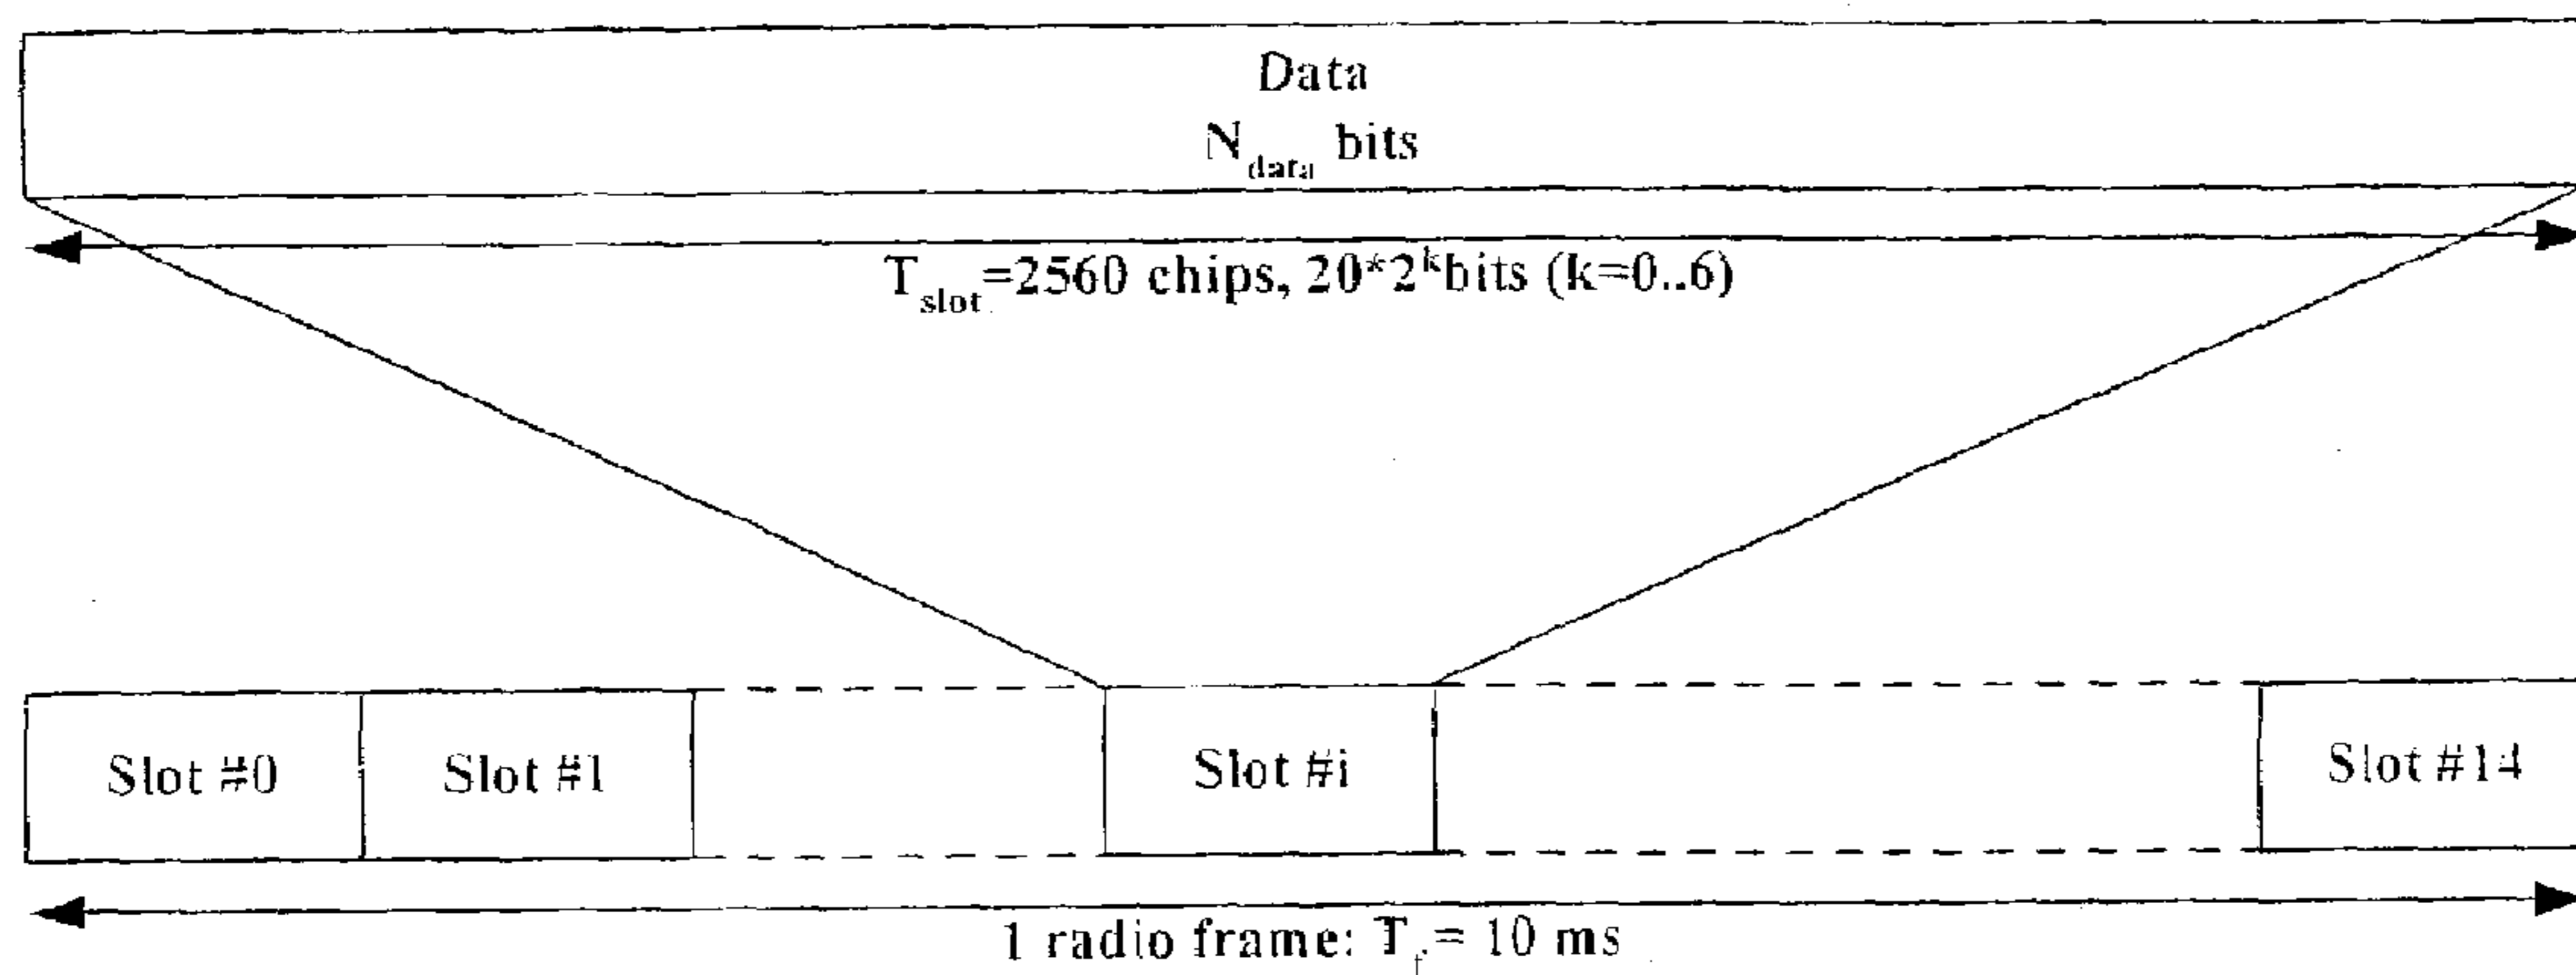 Data
N_data bits
T_slot=2560 chips, 20*2^k bits (k=0..6)
Slot #0 Slot #1 Slot #i Slot #14
1 radio frame: T_f = 10 ms